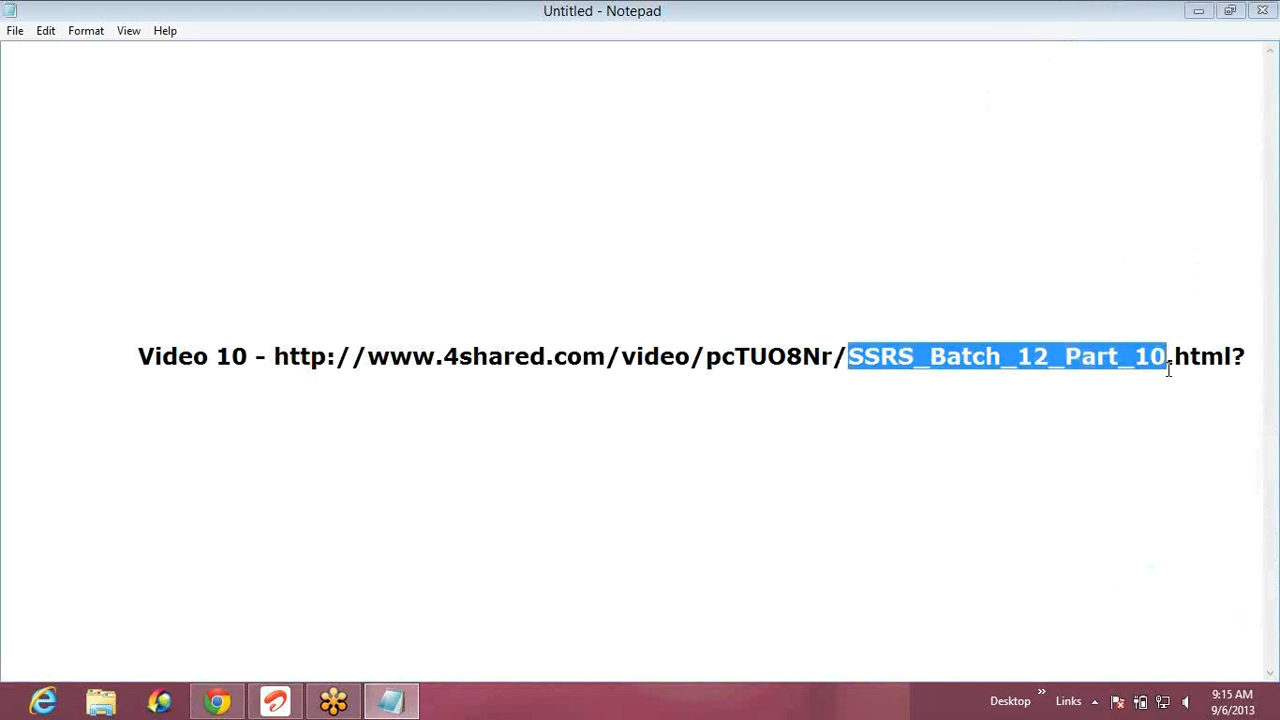 Untitled - Notepad
File Edit Format View Help
Video 10 - http://www.4shared.com/video/pcTUO8Nr/SSRS_Batch_12_Part_10.html?
Desktop » Links 9:15 AM
9/6/2013